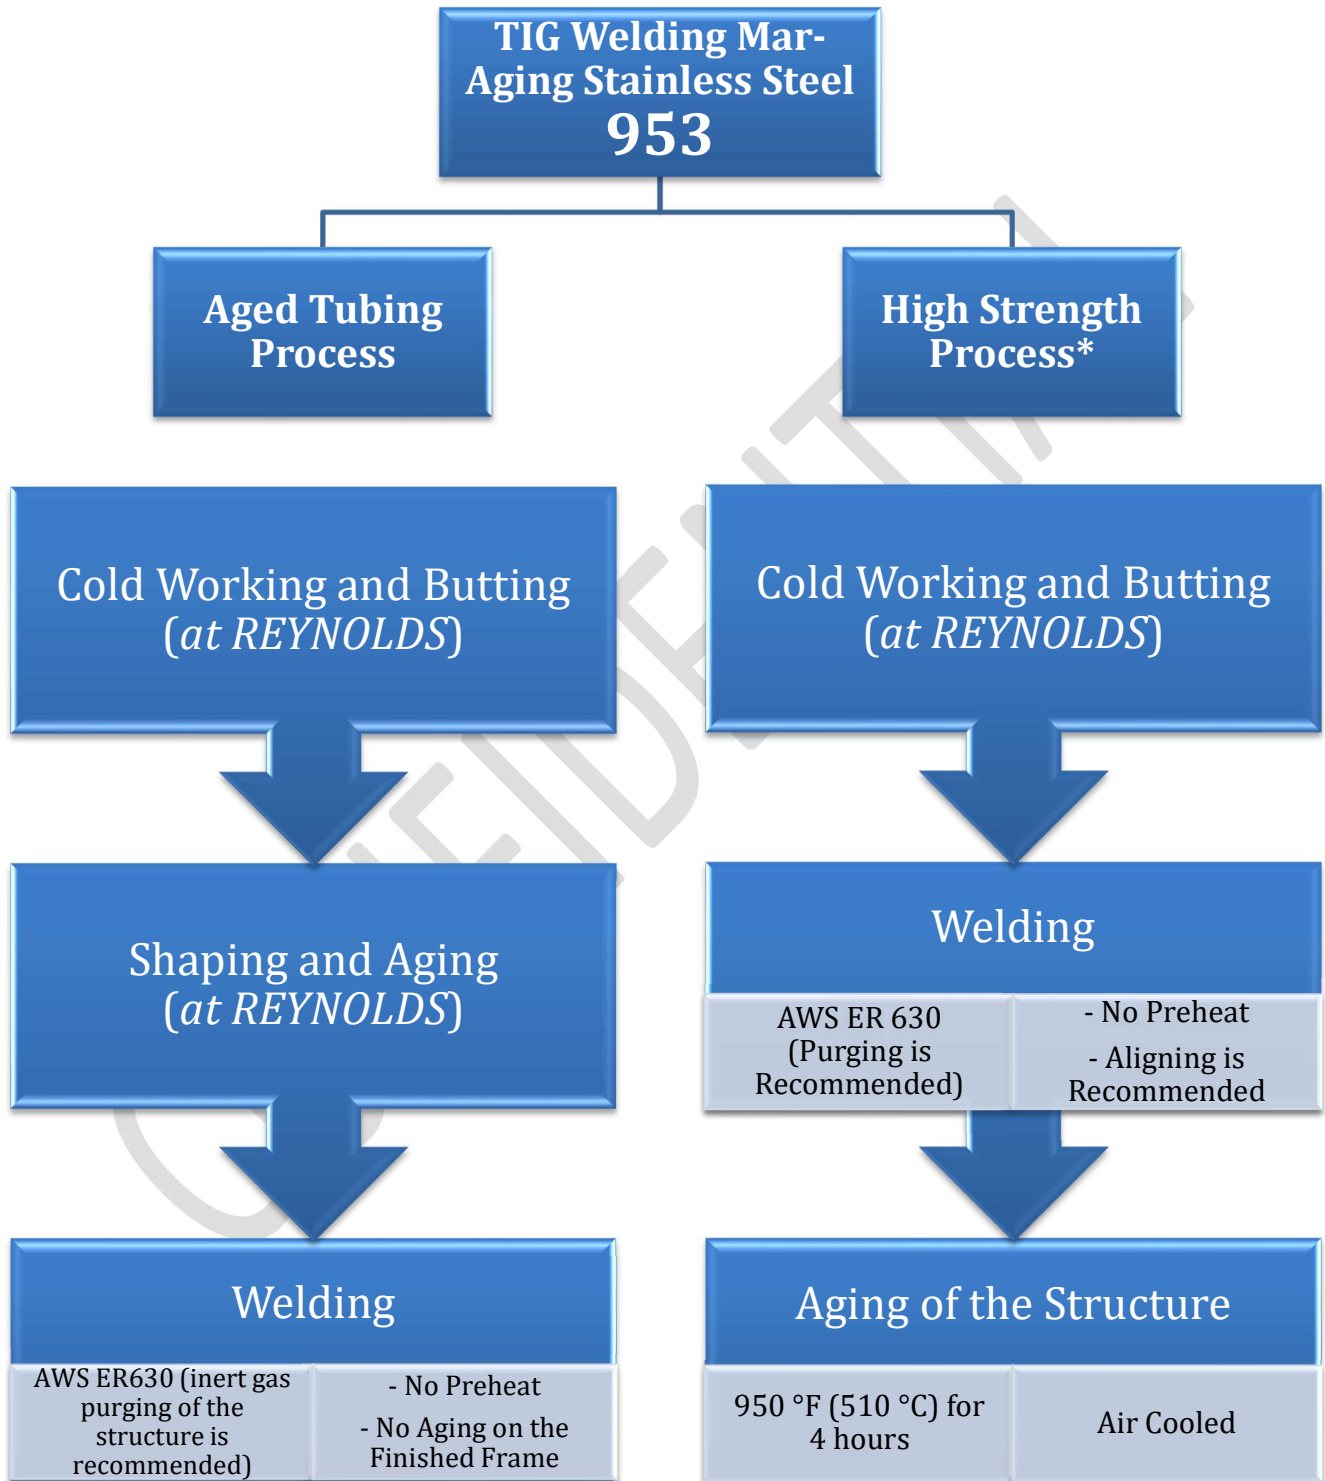 TIG Welding Mar-
Aging Stainless Steel
953
Aged Tubing
Process
High Strength
Process*
Cold Working and Butting
(at REYNOLDS)
Cold Working and Butting
(at REYNOLDS)
Shaping and Aging
(at REYNOLDS)
Welding
AWS ER 630
(Purging is
Recommended)
- No Preheat
- Aligning is
Recommended
Welding
AWS ER630 (inert gas
purging of the
structure is
recommended)
- No Preheat
- No Aging on the
Finished Frame
Aging of the Structure
950 °F (510 °C) for
4 hours
Air Cooled
CONFIDENTIAL